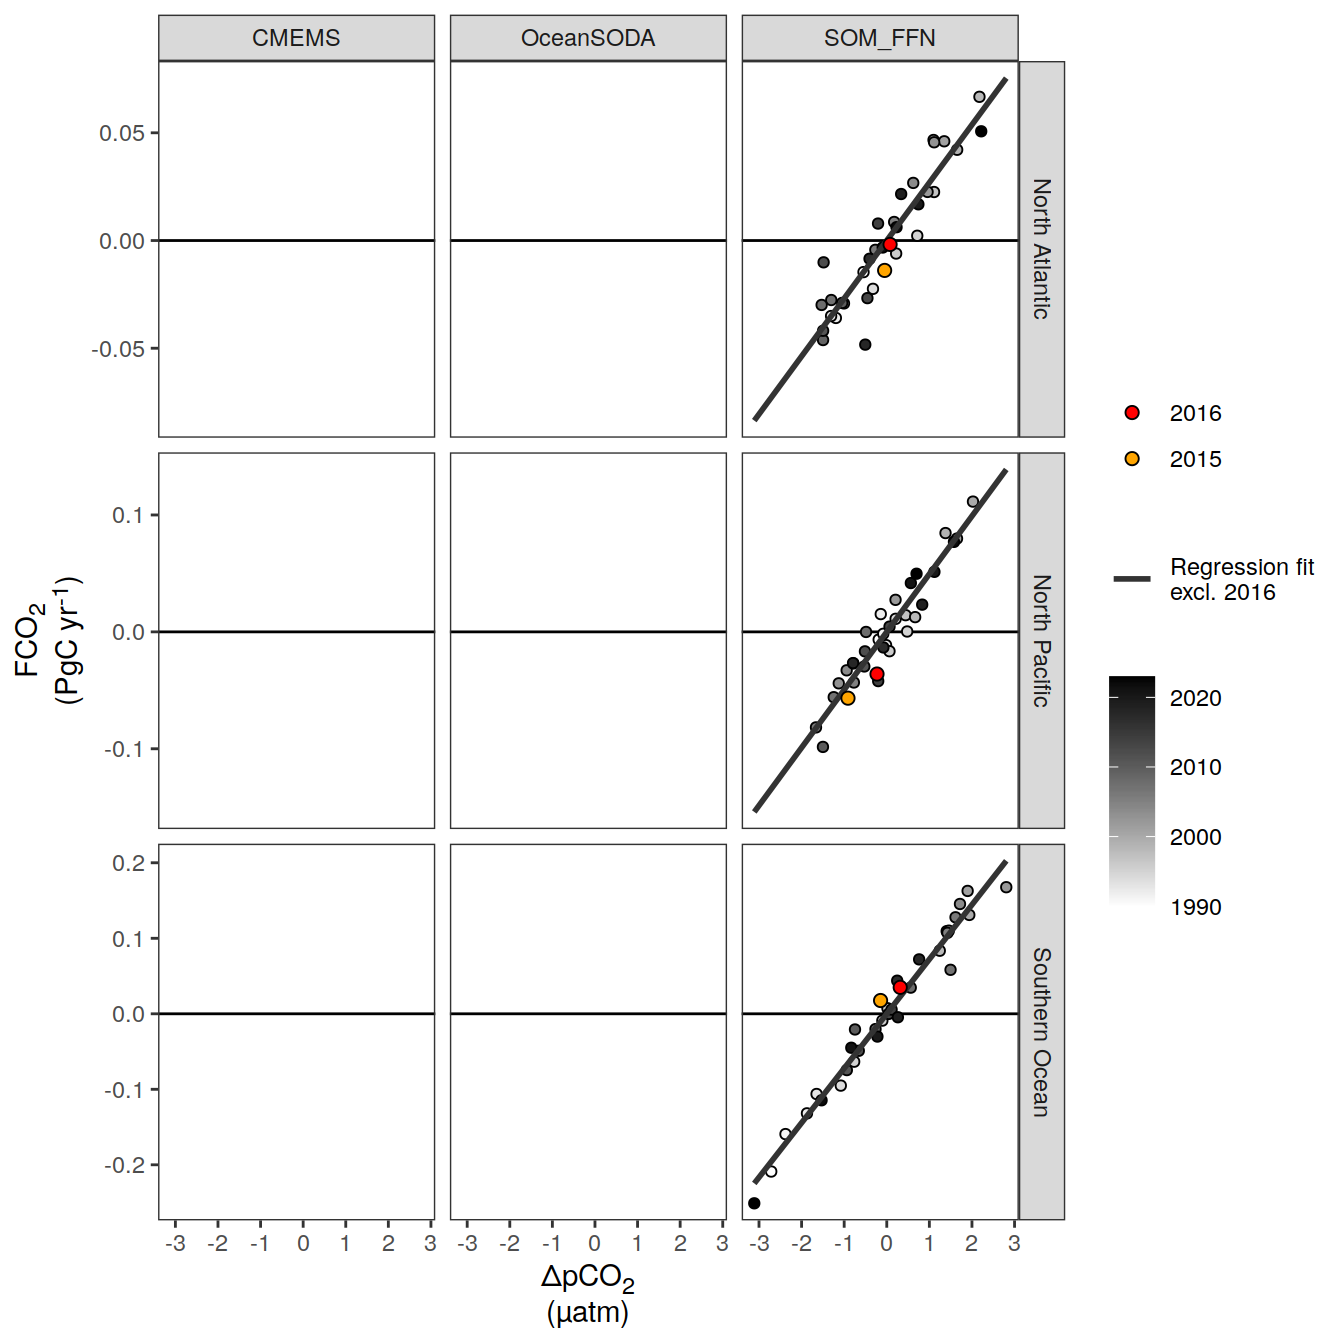 CMEMS OceanSODA SOM_FFN
0.05
0.00
-0.05
North Atlantic
0.1
0.0
-0.1
North Pacific
0.2
0.1
0.0
-0.1
-0.2
Southern Ocean
-3 -2 -1 0 1 2 3 -3 -2 -1 0 1 2 3 -3 -2 -1 0 1 2 3
ΔpCO₂
(µatm)
FCO₂
(PgC yr⁻¹)
2016
2015
Regression fit
excl. 2016
2020
2010
2000
1990